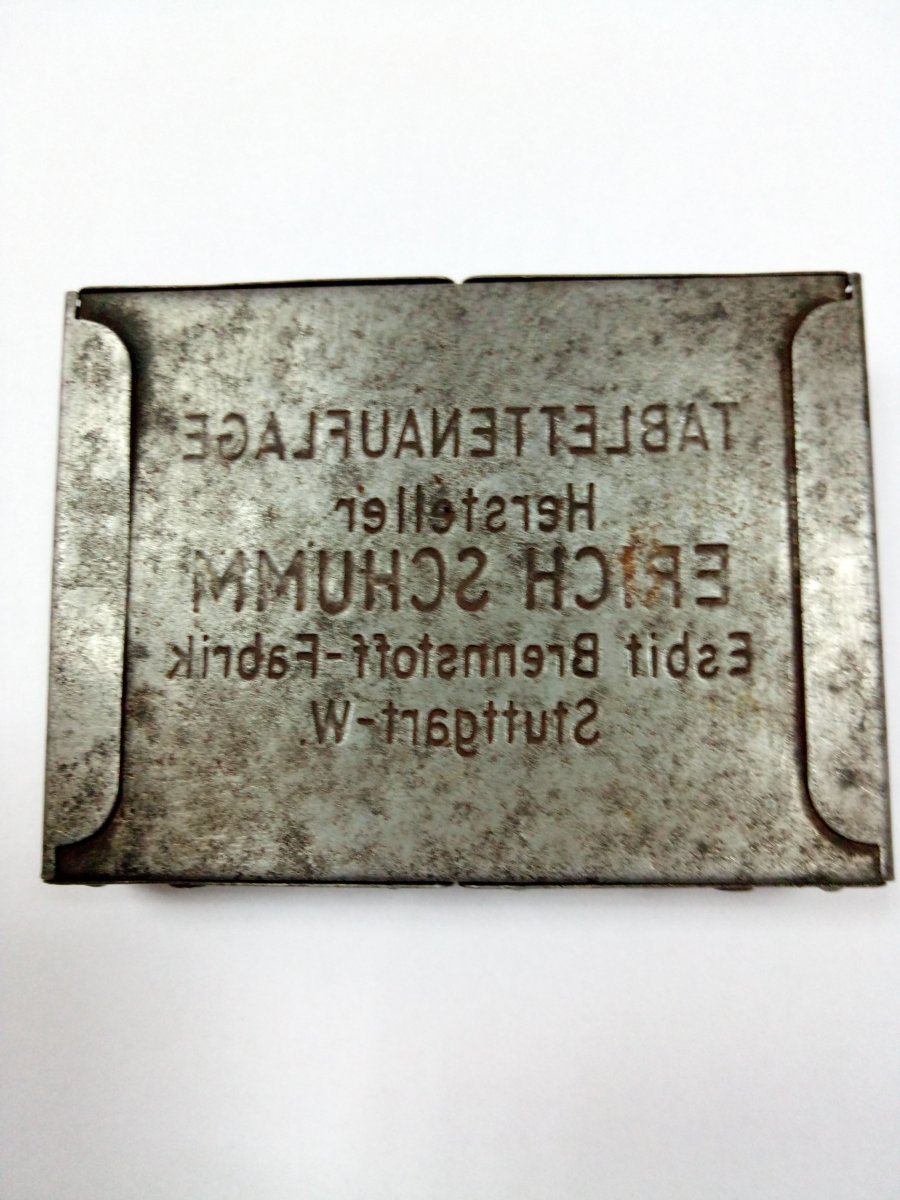 TABLETTENAUFLAGE
Hersteller
ERICH SCHUMM
Esbit Brennstoff-Fabrik
Stuttgart-W.